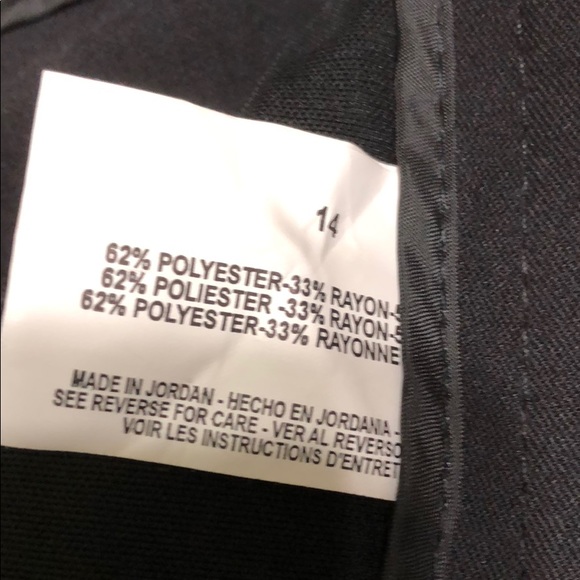 14
62% POLYESTER-33% RAYON-5
62% POLIESTER -33% RAYON-5
62% POLYESTER-33% RAYONNE
MADE IN JORDAN - HECHO EN JORDANIA -
SEE REVERSE FOR CARE - VER AL REVERSO
VOIR LES INSTRUCTIONS D'ENTRET